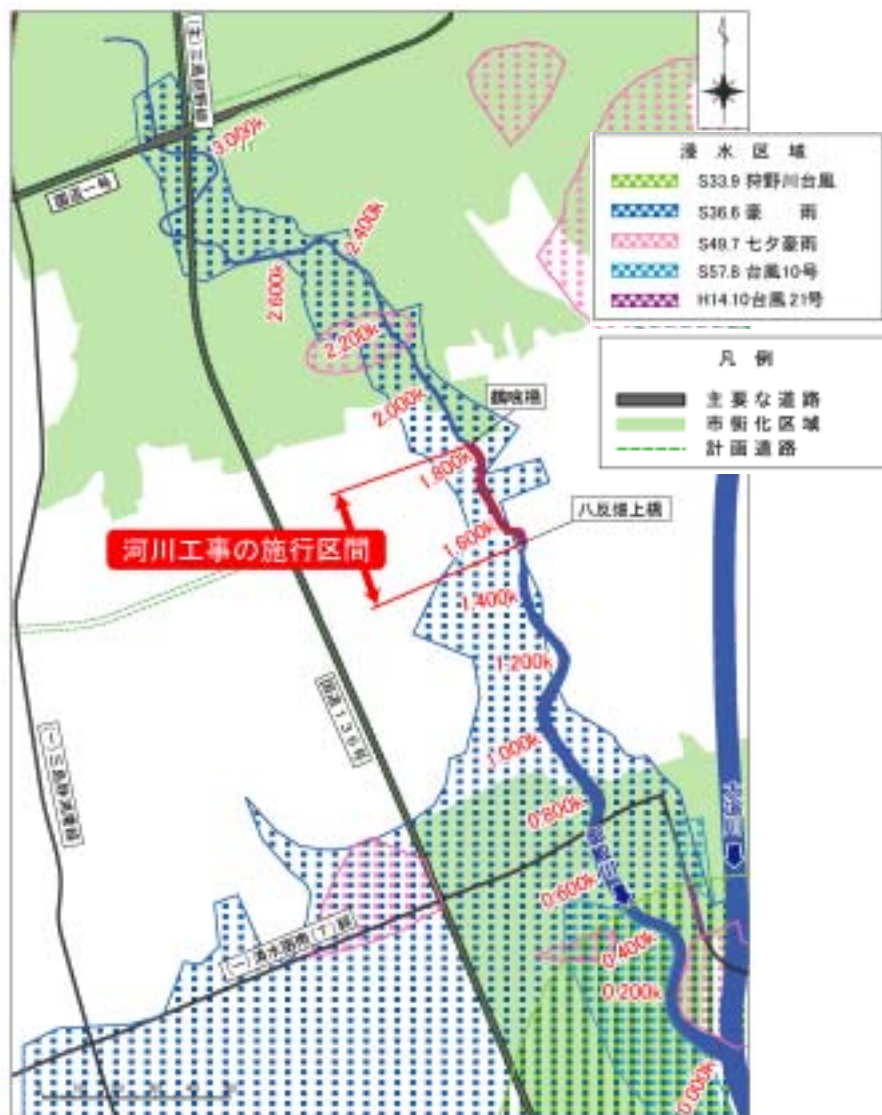 3.000k
国道一号
2.400k
2.600k
2.200k
2.000k
浸水区域
S33.9 狩野川台風
S36.6 豪雨
S49.7 七夕豪雨
S57.8 台風10号
H14.10台風21号
凡例
主要な道路
市街化区域
計画道路
1.800k
八反畑上橋
1.600k
河川工事の施行区間
1.400k
1.200k
国道136号
1.000k
0.800k
大場川
0.600k
0.400k
0.200k
0.000k